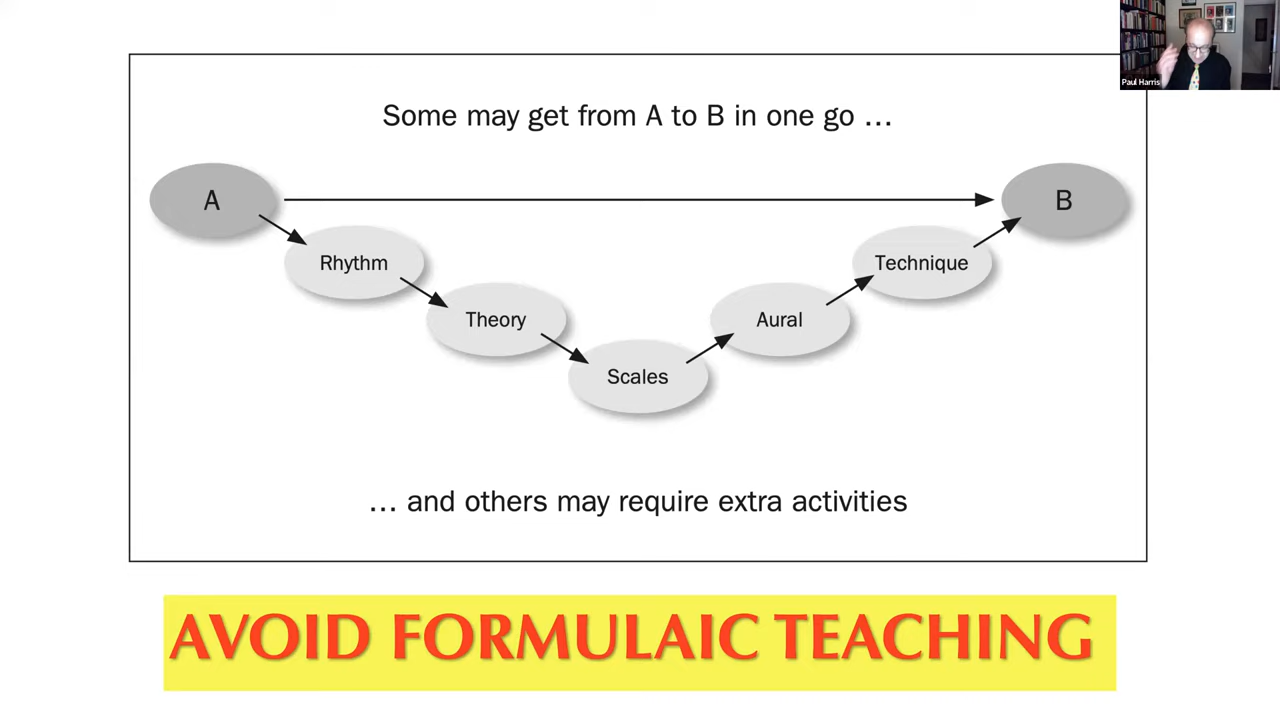 Paul Harris
Some may get from A to B in one go ...
A
B
Rhythm
Technique
Theory
Aural
Scales
... and others may require extra activities
AVOID FORMULAIC TEACHING